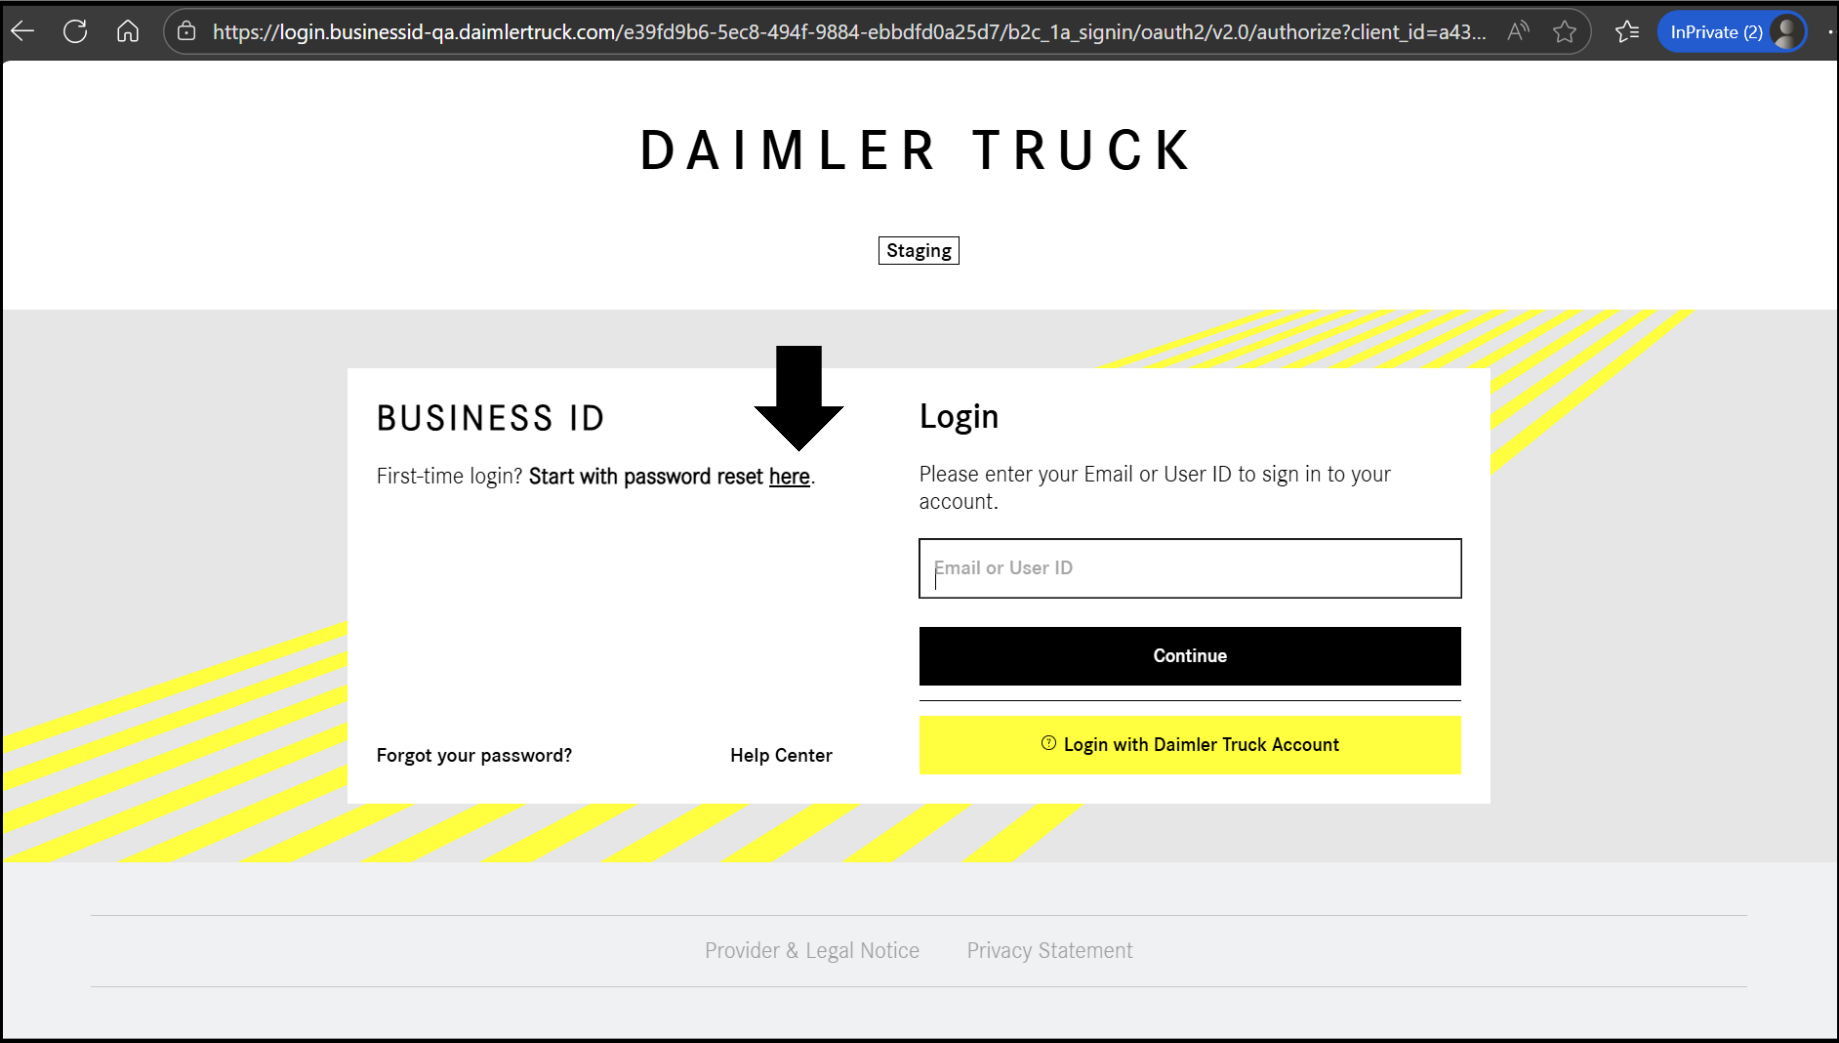 https://login.businessid-qa.daimlertruck.com/e39fd9b6-5ec8-494f-9884-ebbdfd0a25d7/b2c_1a_signin/oauth2/v2.0/authorize?client_id=a43...
InPrivate (2)
DAIMLER TRUCK
Staging
BUSINESS ID
First-time login? Start with password reset here.
Login
Please enter your Email or User ID to sign in to your
account.
Email or User ID
Continue
Login with Daimler Truck Account
Forgot your password?
Help Center
Provider & Legal Notice
Privacy Statement